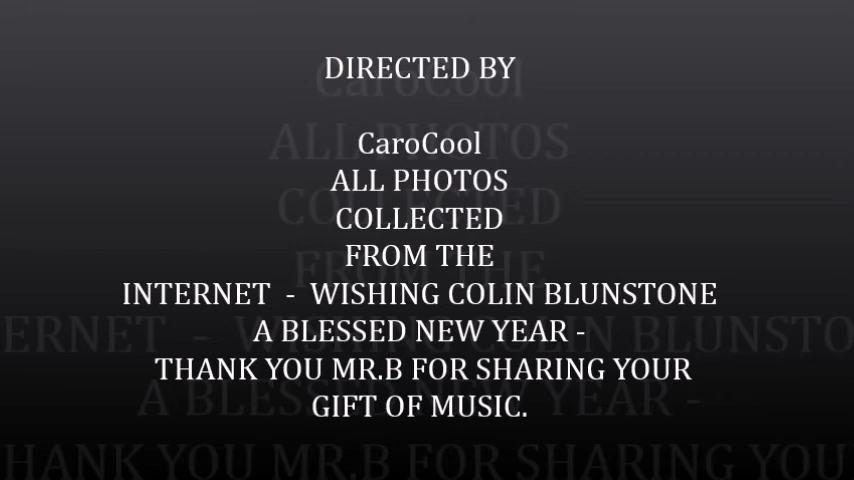 DIRECTED BY
CaroCool
ALL PHOTOS
COLLECTED
FROM THE
INTERNET - WISHING COLIN BLUNSTONE
A BLESSED NEW YEAR -
THANK YOU MR.B FOR SHARING YOUR
GIFT OF MUSIC.